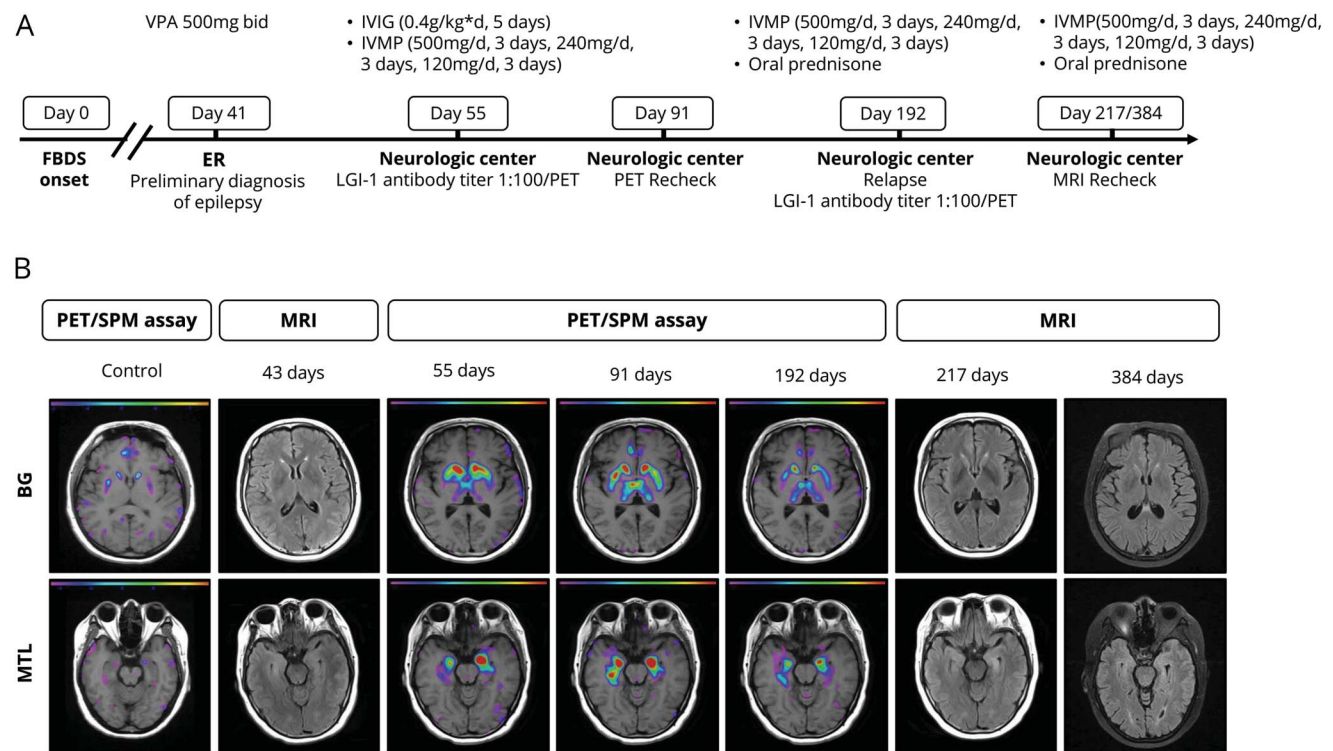 A
VPA 500mg bid
• IVIG (0.4g/kg*d, 5 days)
• IVMP (500mg/d, 3 days, 240mg/d,
3 days, 120mg/d, 3 days)
• IVMP (500mg/d, 3 days, 240mg/d,
3 days, 120mg/d, 3 days)
• Oral prednisone
• IVMP(500mg/d, 3 days, 240mg/d,
3 days, 120mg/d, 3 days)
• Oral prednisone
Day 0
Day 41
Day 55
Day 91
Day 192
Day 217/384
FBDS
onset
ER
Preliminary diagnosis
of epilepsy
Neurologic center
LGI-1 antibody titer 1:100/PET
Neurologic center
PET Recheck
Neurologic center
Relapse
LGI-1 antibody titer 1:100/PET
Neurologic center
MRI Recheck
B
PET/SPM assay
MRI
PET/SPM assay
MRI
Control
43 days
55 days
91 days
192 days
217 days
384 days
BG
MTL